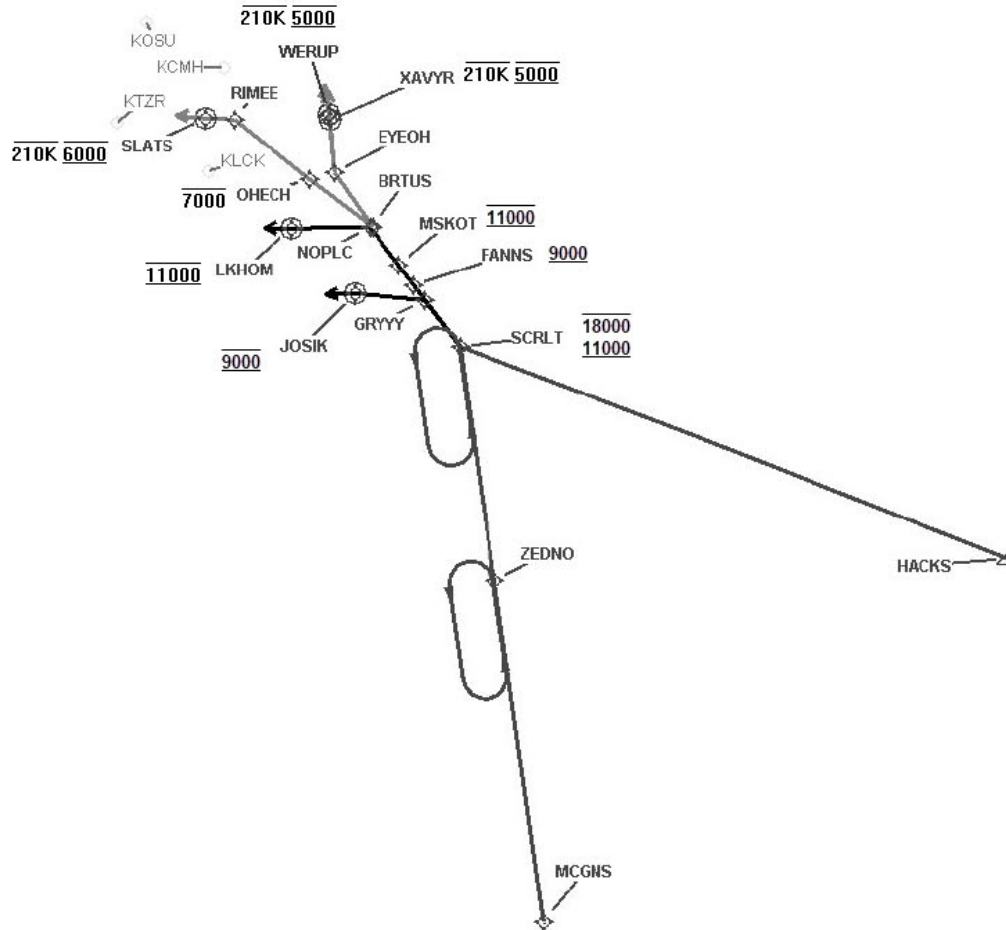 210K 5000
KOSU
WERUP
KCMH
XAVYR 210K 5000
KTZR
RIMEE
210K 6000
SLATS
EYEOH
KLCK
7000
OHECH
BRTUS
MSKOT 11000
NOPLC
FANNS 9000
11000
LKHOM
GRYYY
SCRLT
18000
11000
9000
JOSIK
ZEDNO
HACKS
MCGNS